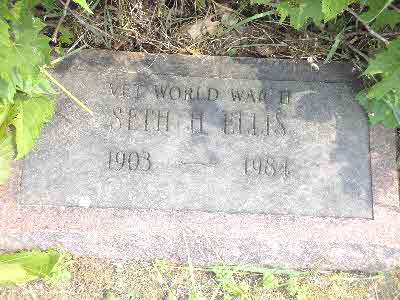 VET WORLD WAR II
SETH H ELLIS
1903 — 1984